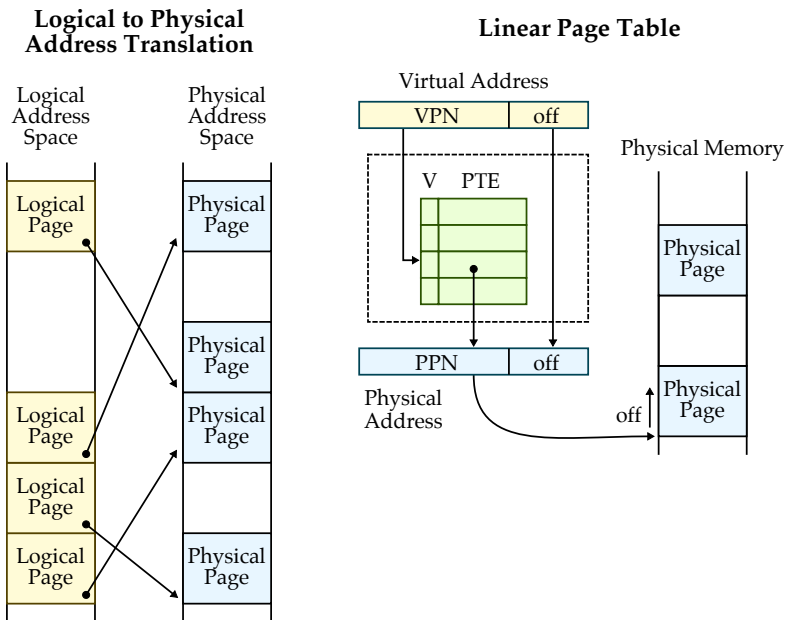 Logical to Physical
Address Translation
Logical
Address
Space
Physical
Address
Space
Logical
Page
Physical
Page
Physical
Page
Logical
Page
Physical
Page
Logical
Page
Logical
Page
Physical
Page
Linear Page Table
Virtual Address
VPN off
V PTE
PPN off
Physical
Address
Physical Memory
Physical
Page
Physical
Page
off